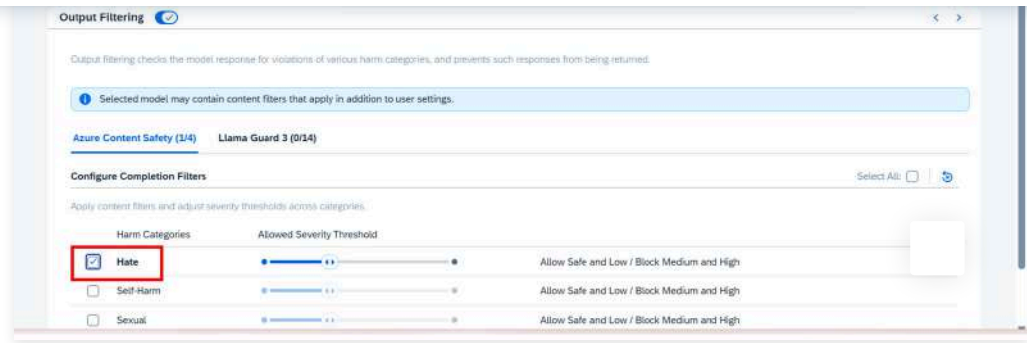 Output Filtering
Output filtering checks the model response for violations of various harm categories, and prevents such responses from being returned.
Selected model may contain content filters that apply in addition to user settings.
Azure Content Safety (1/4) Llama Guard 3 (0/14)
Configure Completion Filters Select All:
Apply content filters and adjust severity thresholds across categories.
Harm Categories Allowed Severity Threshold
Hate Allow Safe and Low / Block Medium and High
Self-Harm Allow Safe and Low / Block Medium and High
Sexual Allow Safe and Low / Block Medium and High